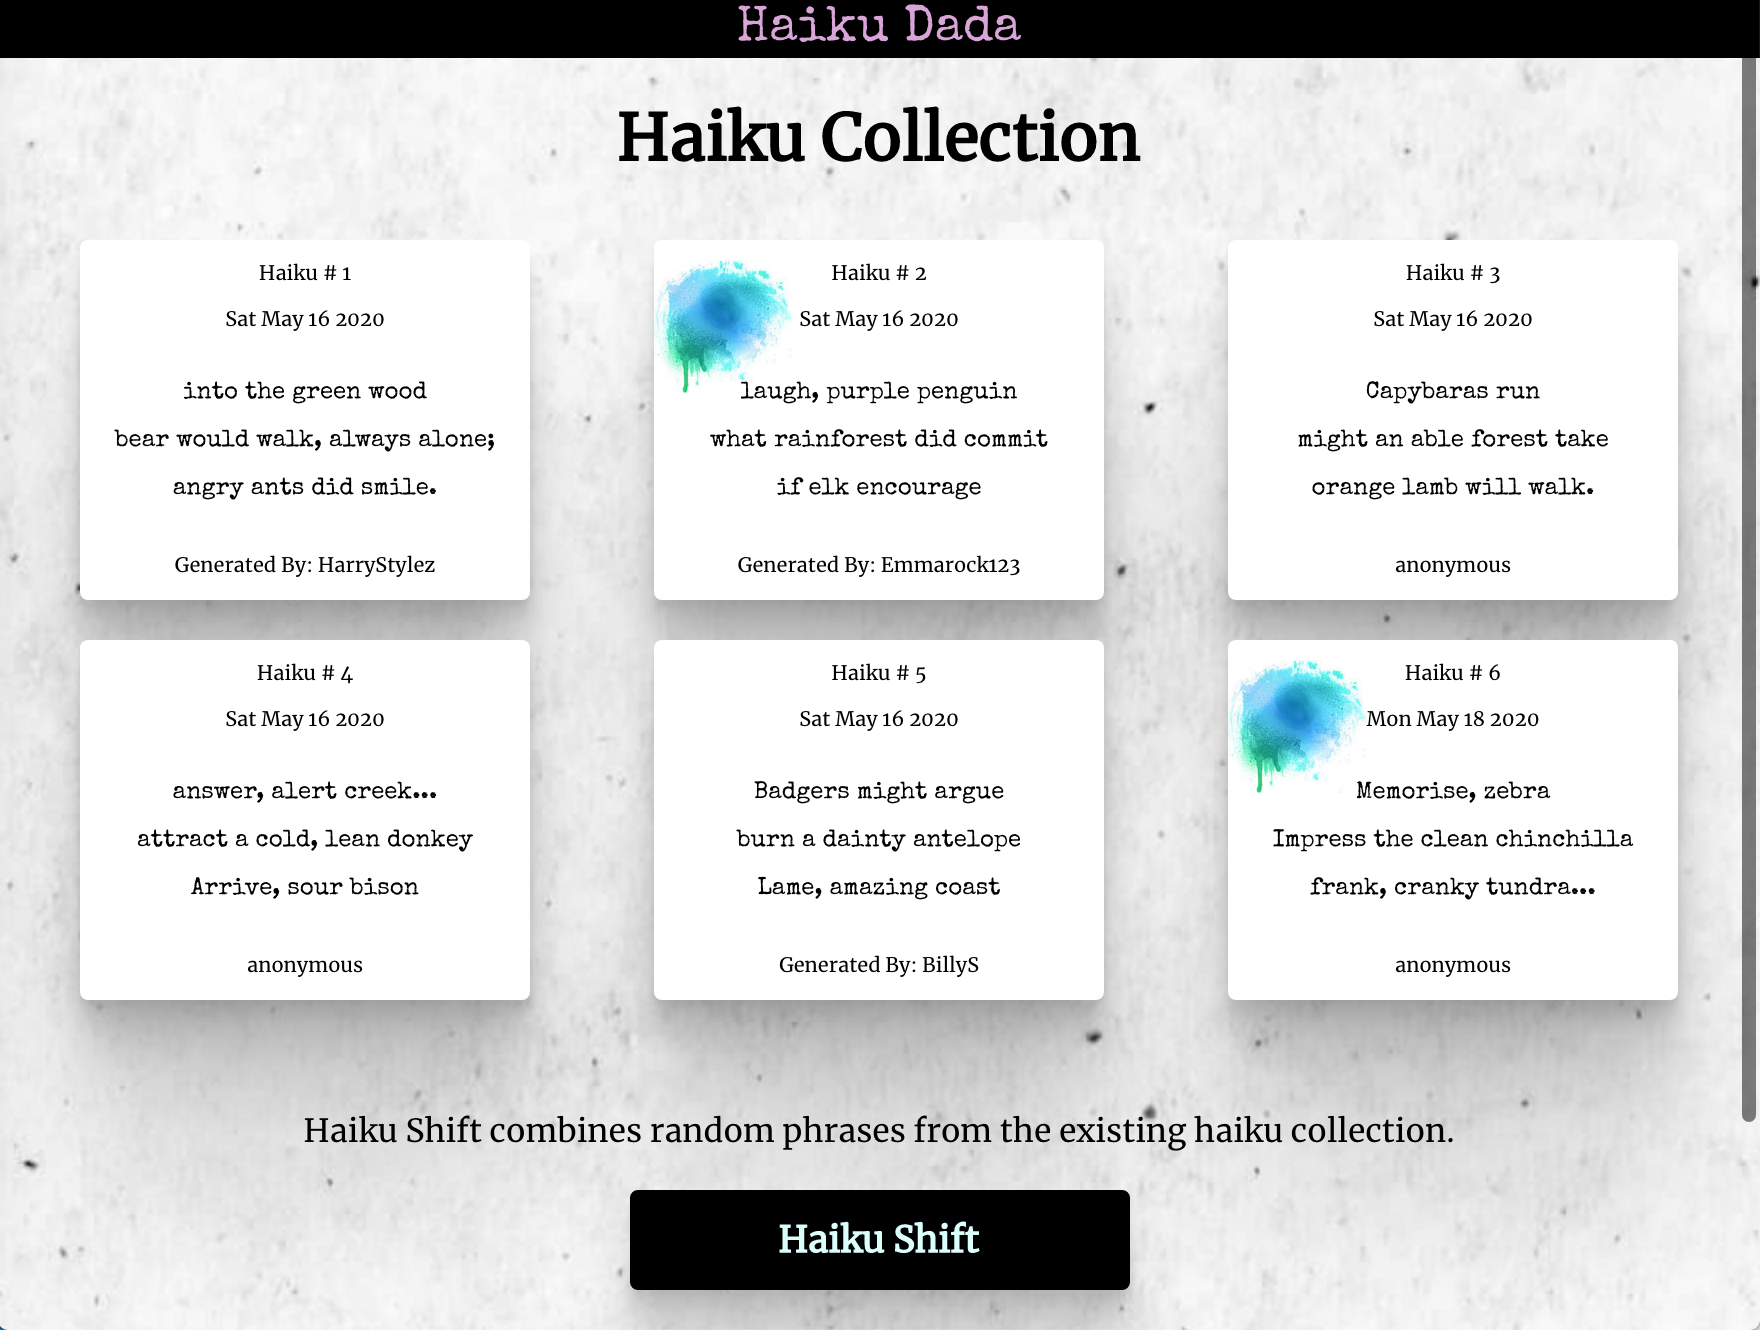 Haiku Dada
Haiku Collection
Haiku # 1
Sat May 16 2020
into the green wood
bear would walk, always alone;
angry ants did smile.
Generated By: HarryStylez
Haiku # 2
Sat May 16 2020
laugh, purple penguin
what rainforest did commit
if elk encourage
Generated By: Emmarock123
Haiku # 3
Sat May 16 2020
Capybaras run
might an able forest take
orange lamb will walk.
anonymous
Haiku # 4
Sat May 16 2020
answer, alert creek...
attract a cold, lean donkey
Arrive, sour bison
anonymous
Haiku # 5
Sat May 16 2020
Badgers might argue
burn a dainty antelope
Lame, amazing coast
Generated By: BillyS
Haiku # 6
Mon May 18 2020
Memorise, zebra
Impress the clean chinchilla
frank, cranky tundra...
anonymous
Haiku Shift combines random phrases from the existing haiku collection.
Haiku Shift